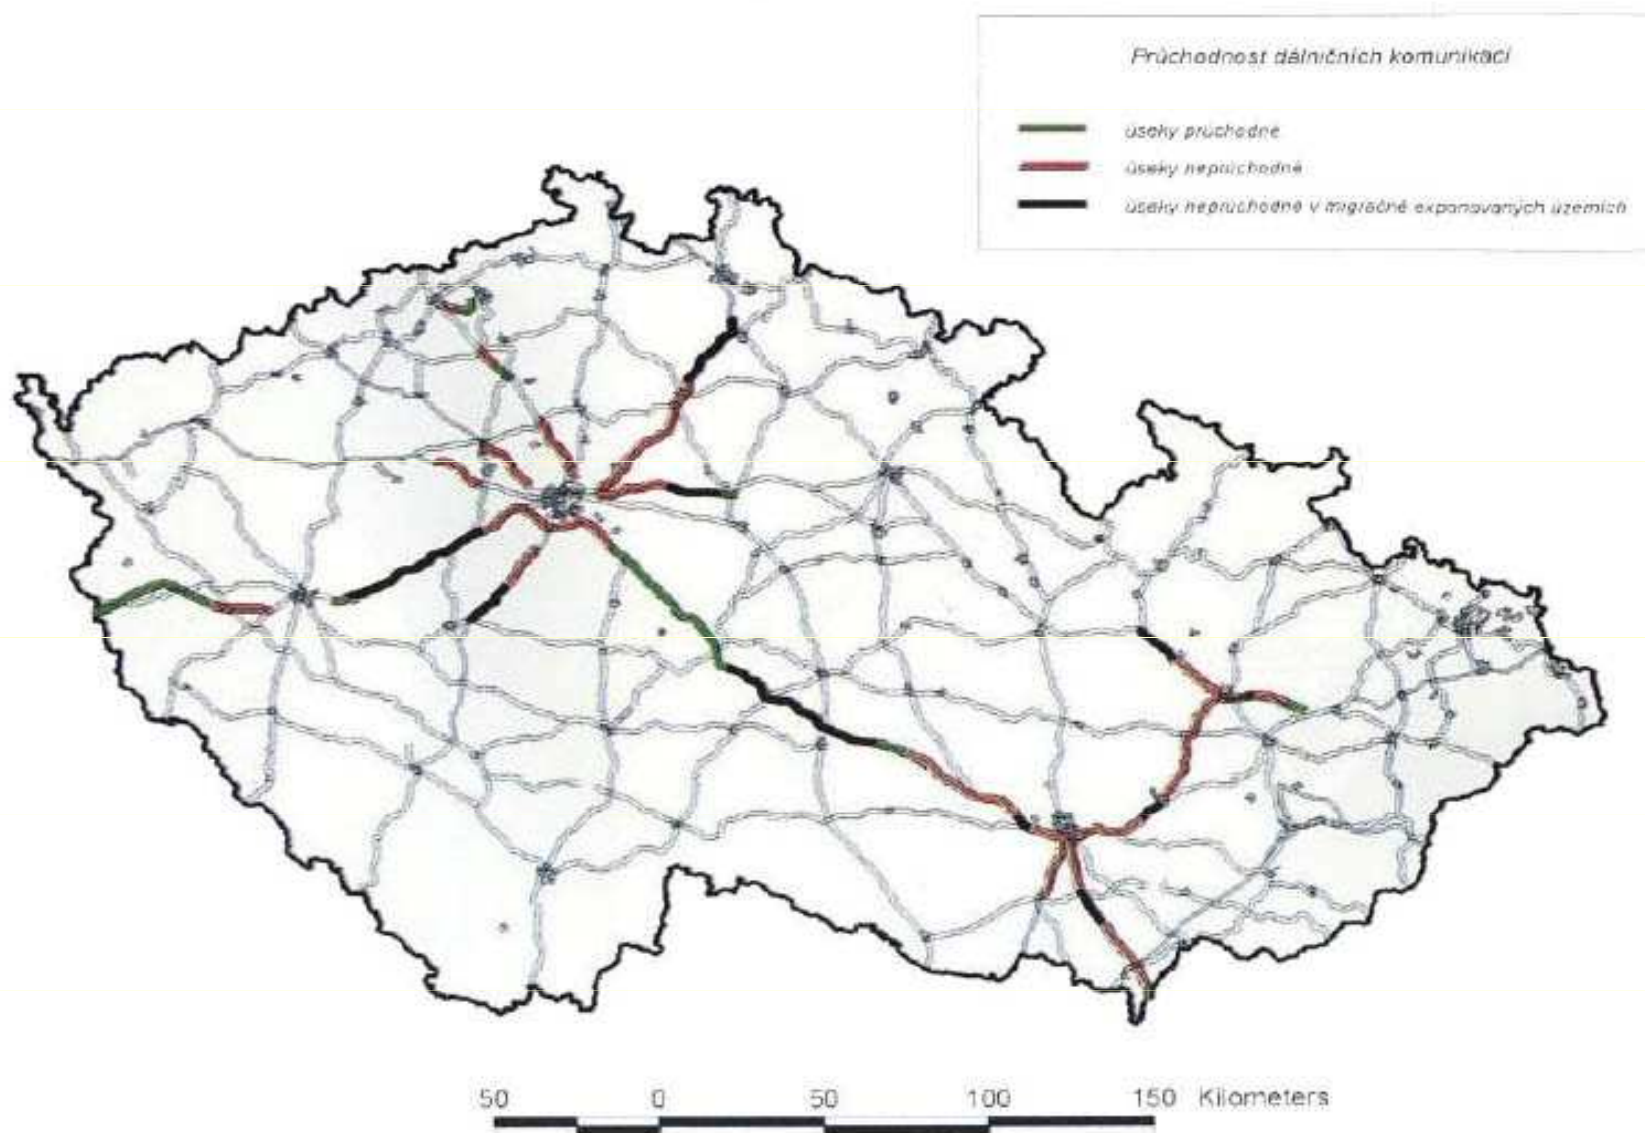 Průchodnost dálničních komunikací
úseky průchodné
úseky neprůchodné
úseky neprůchodné v migračně exponovaných územích
50 0 50 100 150 Kilometers